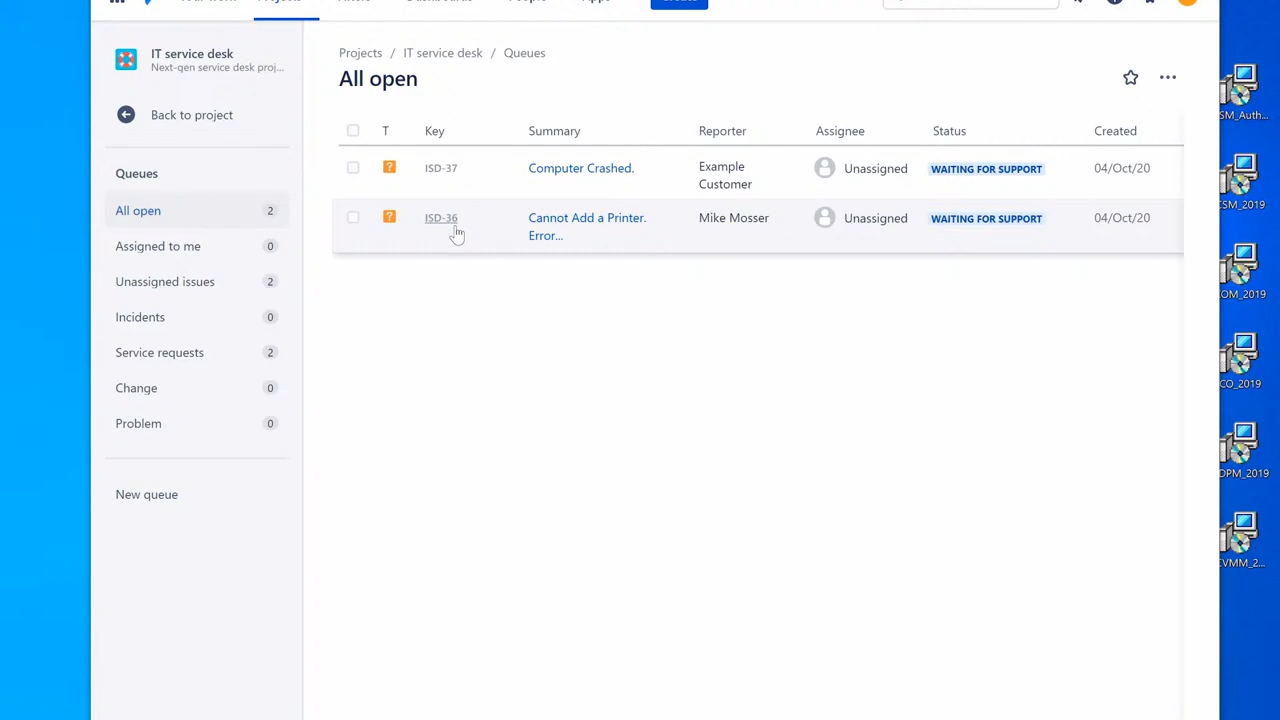 IT service desk
Next-gen service desk proj...
Back to project
Queues
All open 2
Assigned to me 0
Unassigned issues 2
Incidents 0
Service requests 2
Change 0
Problem 0
New queue
Projects / IT service desk / Queues
All open
T Key Summary Reporter Assignee Status Created
? ISD-37 Computer Crashed. Example Unassigned WAITING FOR SUPPORT 04/Oct/20
Customer
? ISD-36 Cannot Add a Printer. Mike Mosser Unassigned WAITING FOR SUPPORT 04/Oct/20
Error...
SM_Auth...
CSM_2019
OM_2019
CO_2019
DPM_2019
CVMM_2...